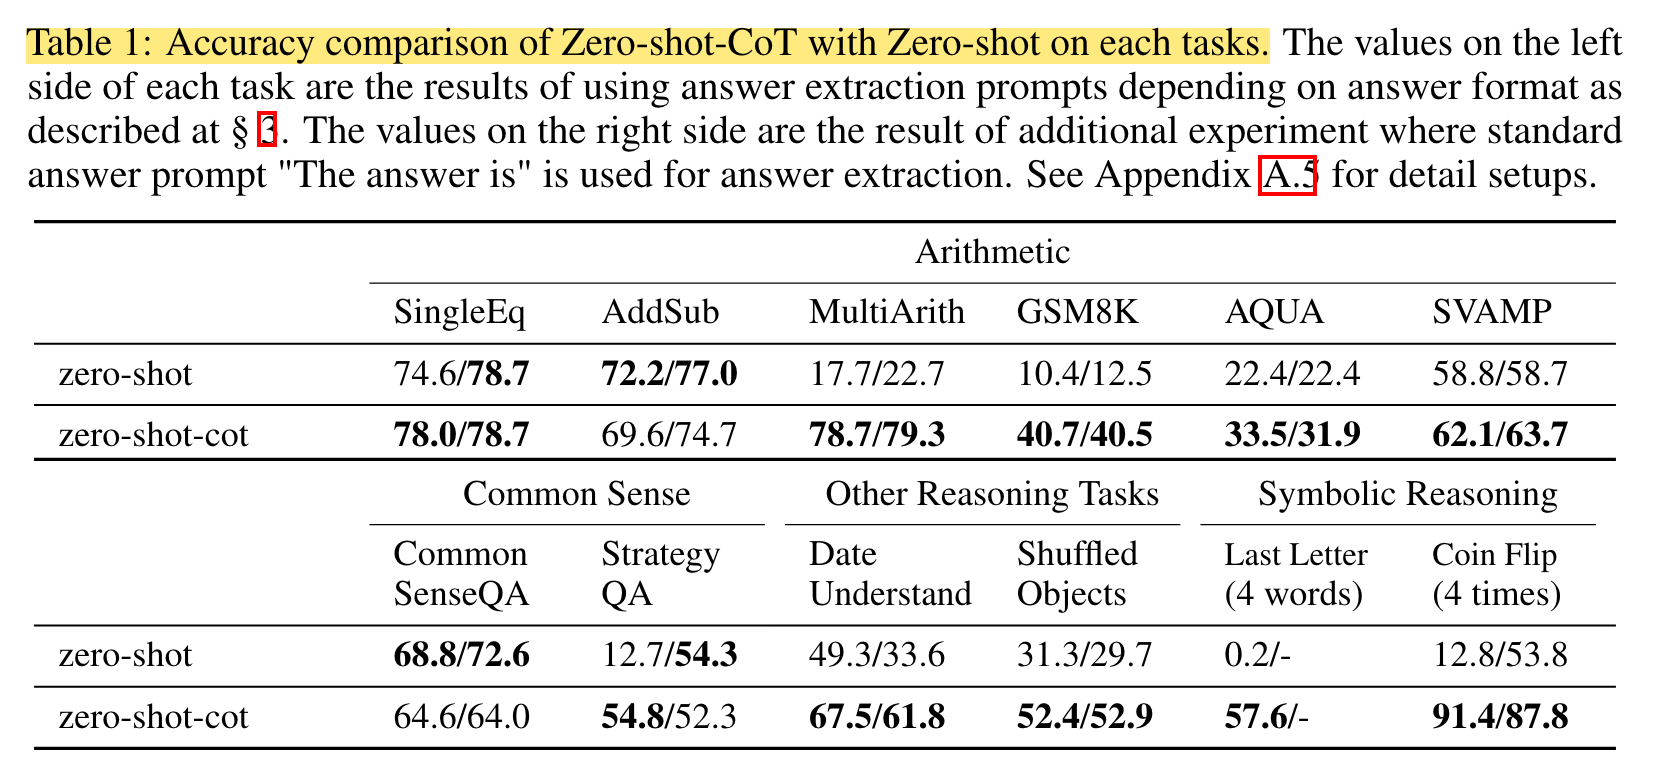 Table 1: Accuracy comparison of Zero-shot-CoT with Zero-shot on each tasks. The values on the left
side of each task are the results of using answer extraction prompts depending on answer format as
described at § 3. The values on the right side are the result of additional experiment where standard
answer prompt "The answer is" is used for answer extraction. See Appendix A.5 for detail setups.
Arithmetic
SingleEq AddSub MultiArith GSM8K AQUA SVAMP
zero-shot 74.6/78.7 72.2/77.0 17.7/22.7 10.4/12.5 22.4/22.4 58.8/58.7
zero-shot-cot 78.0/78.7 69.6/74.7 78.7/79.3 40.7/40.5 33.5/31.9 62.1/63.7
Common Sense Other Reasoning Tasks Symbolic Reasoning
Common Strategy Date Shuffled Last Letter Coin Flip
SenseQA QA Understand Objects (4 words) (4 times)
zero-shot 68.8/72.6 12.7/54.3 49.3/33.6 31.3/29.7 0.2/- 12.8/53.8
zero-shot-cot 64.6/64.0 54.8/52.3 67.5/61.8 52.4/52.9 57.6/- 91.4/87.8